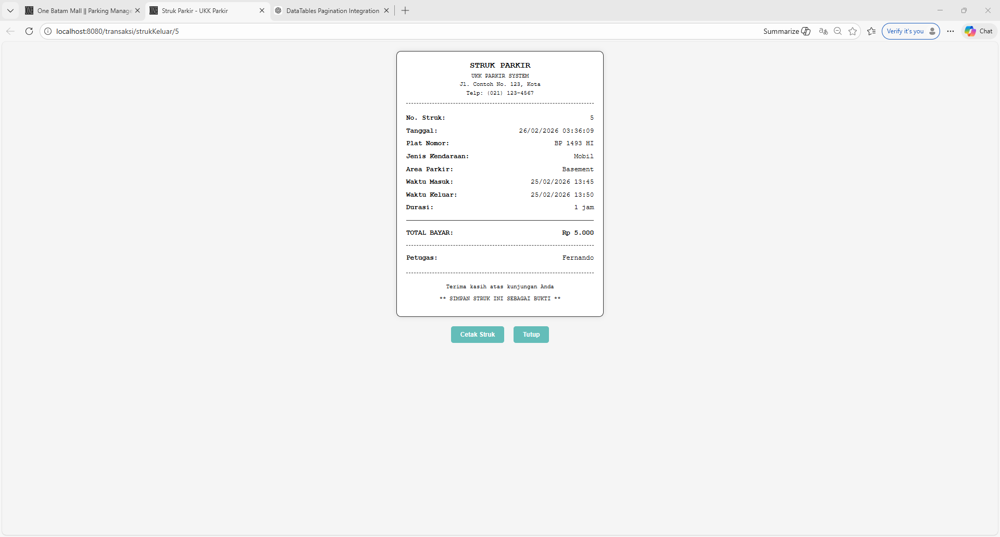 One Batam Mall || Parking Manage
Struk Parkir - UKK Parkir
DataTables Pagination Integration
localhost:8080/transaksi/strukKeluar/5
Summarize
Verify it's you
Chat
STRUK PARKIR
UKK PARKIR SYSTEM
Jl. Contoh No. 123, Kota
Telp: (021) 123-4567
No. Struk: 5
Tanggal: 26/02/2026 03:36:09
Plat Nomor: BP 1493 HI
Jenis Kendaraan: Mobil
Area Parkir: Basement
Waktu Masuk: 25/02/2026 13:45
Waktu Keluar: 25/02/2026 13:50
Durasi: 1 jam
TOTAL BAYAR: Rp 5.000
Petugas: Fernando
Terima kasih atas kunjungan Anda
** SIMPAN STRUK INI SEBAGAI BUKTI **
Cetak Struk
Tutup